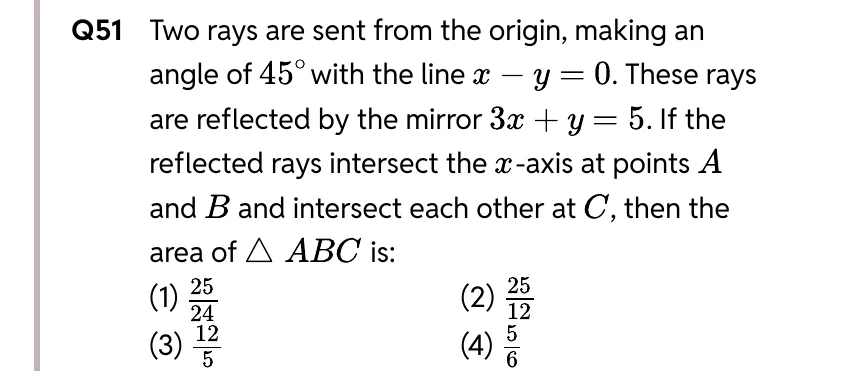 Q51 Two rays are sent from the origin, making an
angle of 45° with the line x − y = 0. These rays
are reflected by the mirror 3x + y = 5. If the
reflected rays intersect the x-axis at points A
and B and intersect each other at C, then the
area of △ ABC is:
(1) 25/24 (2) 25/12
(3) 12/5 (4) 5/6